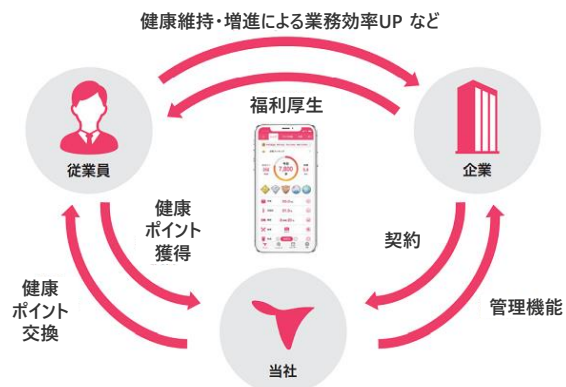 健康維持・増進による業務効率UP など
福利厚生
従業員
企業
7,800
健康
ポイント
獲得
契約
健康
ポイント
交換
管理機能
当社